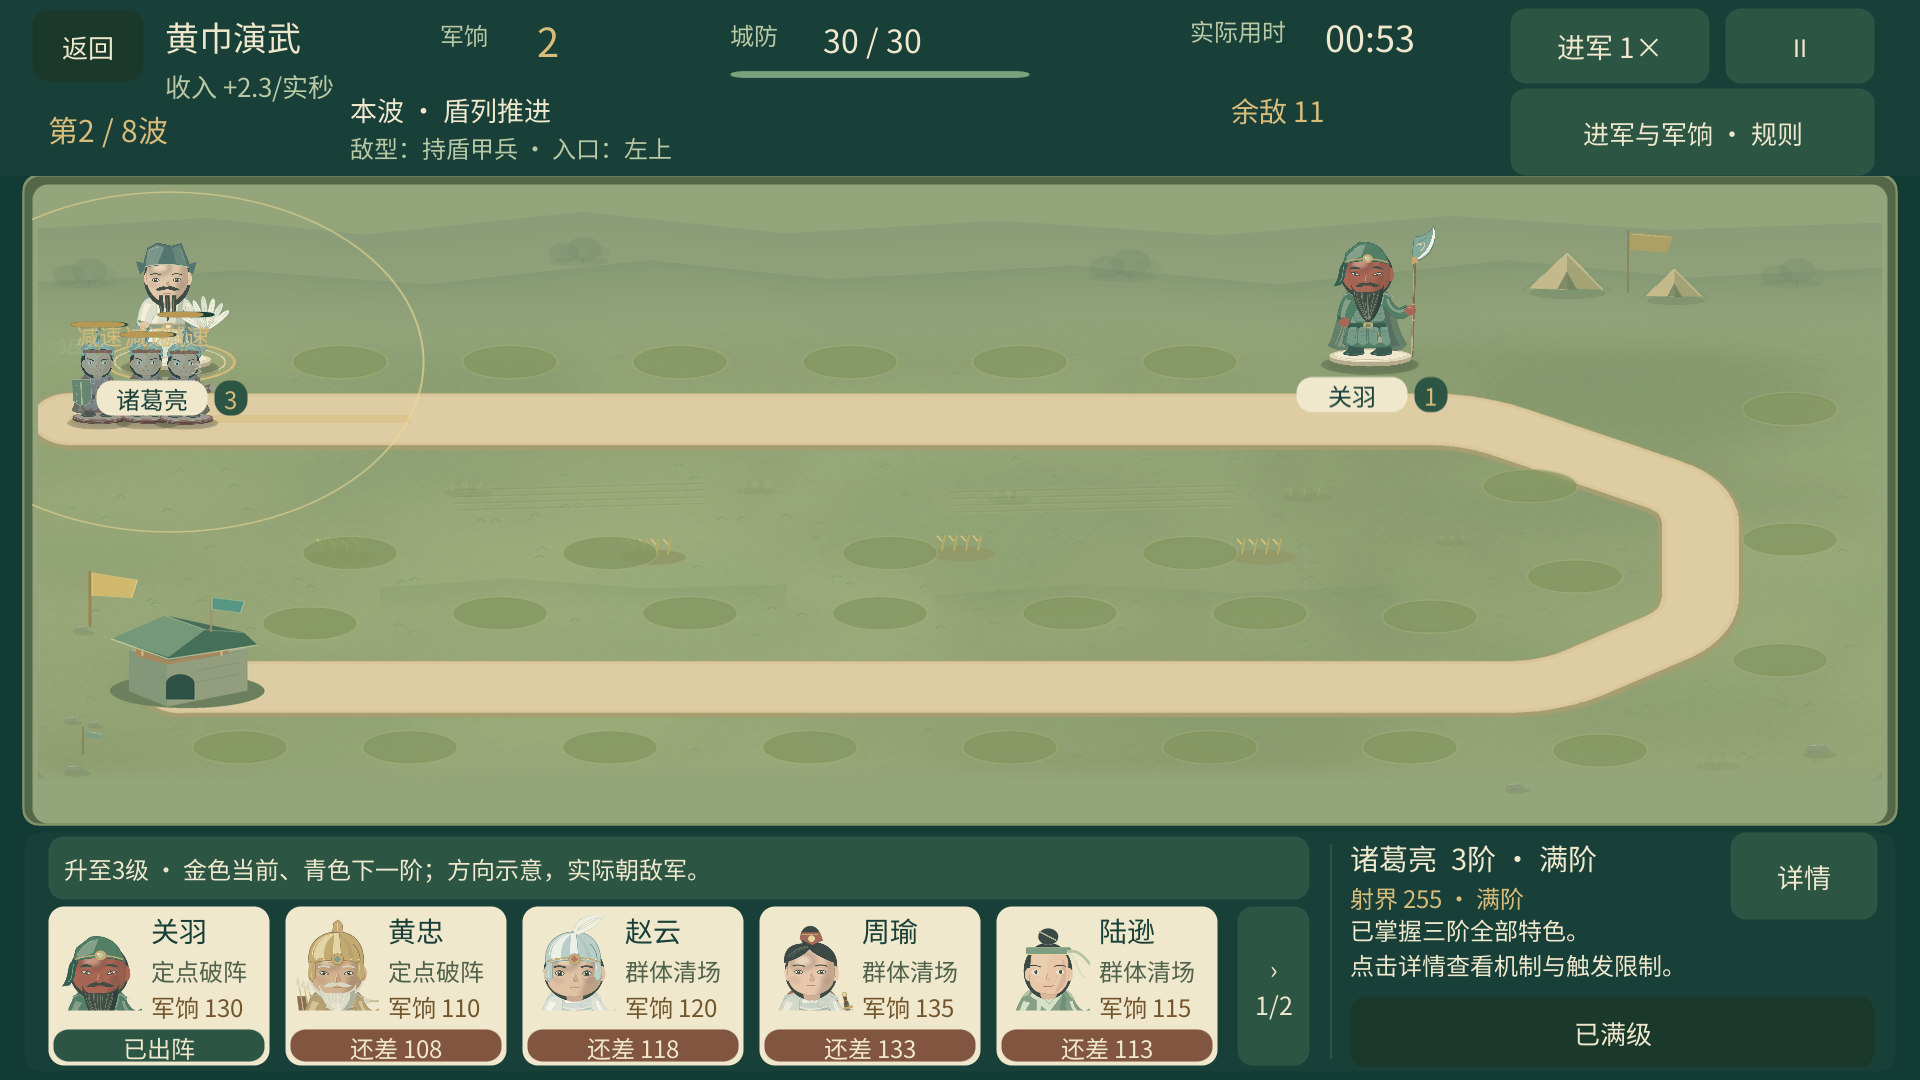 返回
黄巾演武
收入 +2.3/实秒
军饷 2
城防 30 / 30
实际用时 00:53
进军 1×
II
第2 / 8波
本波 · 盾列推进
敌型：持盾甲兵 · 入口：左上
余敌 11
进军与军饷 · 规则
减速
减速
诸葛亮 3
关羽 1
升至3级 · 金色当前、青色下一阶；方向示意，实际朝敌军。
关羽
定点破阵
军饷 130
已出阵
黄忠
定点破阵
军饷 110
还差 108
赵云
群体清场
军饷 120
还差 118
周瑜
群体清场
军饷 135
还差 133
陆逊
群体清场
军饷 115
还差 113
›
1/2
诸葛亮 3阶 · 满阶
射界 255 · 满阶
已掌握三阶全部特色。
点击详情查看机制与触发限制。
详情
已满级